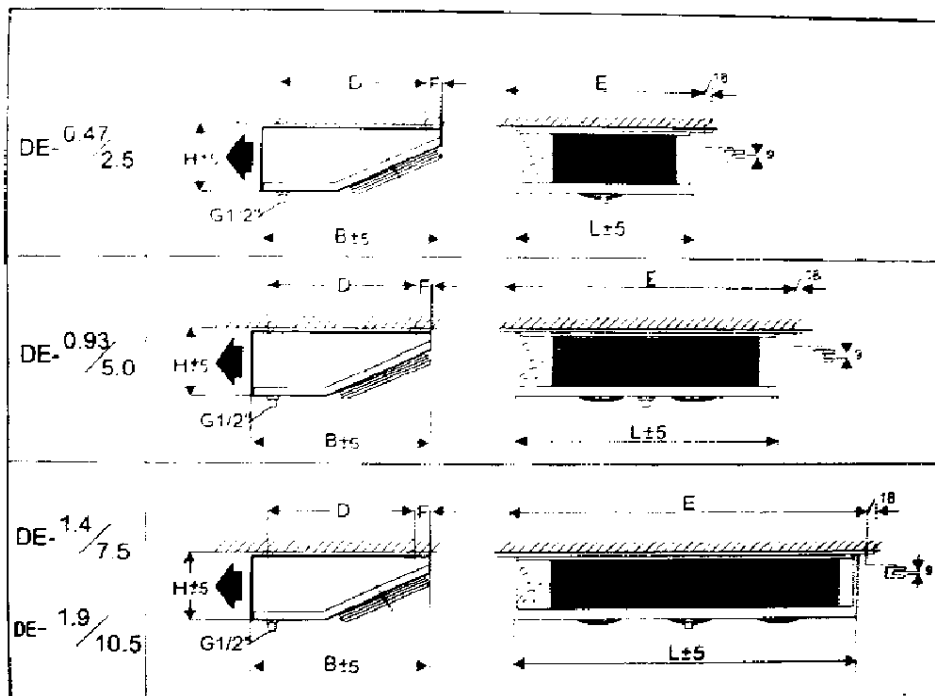 D F E 18
DE- 0.47/2.5 H±5 9
G1/2"
B±5 L±5
D F E 18
DE- 0.93/5.0 H±5 9
G1/2"
B±5 L±5
D F E 18
DE- 1.4/7.5 H±5 9
DE- 1.9/10.5 G1/2"
B±5 L±5